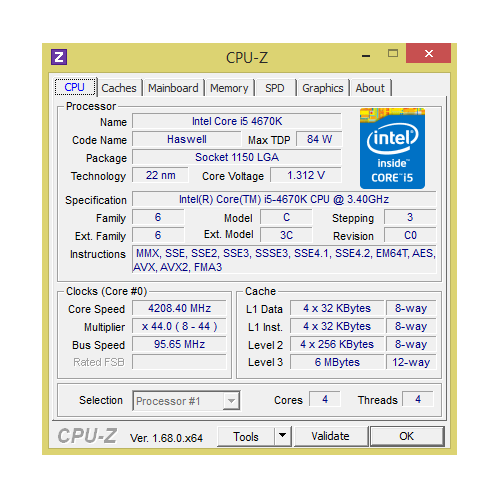 Z CPU-Z
CPU Caches Mainboard Memory SPD Graphics About
Processor
Name Intel Core i5 4670K
Code Name Haswell Max TDP 84 W
Package Socket 1150 LGA
Technology 22 nm Core Voltage 1.312 V
intel
inside™
CORE™ i5
Specification Intel(R) Core(TM) i5-4670K CPU @ 3.40GHz
Family 6 Model C Stepping 3
Ext. Family 6 Ext. Model 3C Revision C0
Instructions MMX, SSE, SSE2, SSE3, SSSE3, SSE4.1, SSE4.2, EM64T, AES,
AVX, AVX2, FMA3
Clocks (Core #0)
Core Speed 4208.40 MHz
Multiplier x 44.0 ( 8 - 44 )
Bus Speed 95.65 MHz
Rated FSB
Cache
L1 Data 4 x 32 KBytes 8-way
L1 Inst. 4 x 32 KBytes 8-way
Level 2 4 x 256 KBytes 8-way
Level 3 6 MBytes 12-way
Selection Processor #1 Cores 4 Threads 4
CPU-Z Ver. 1.68.0.x64 Tools Validate OK